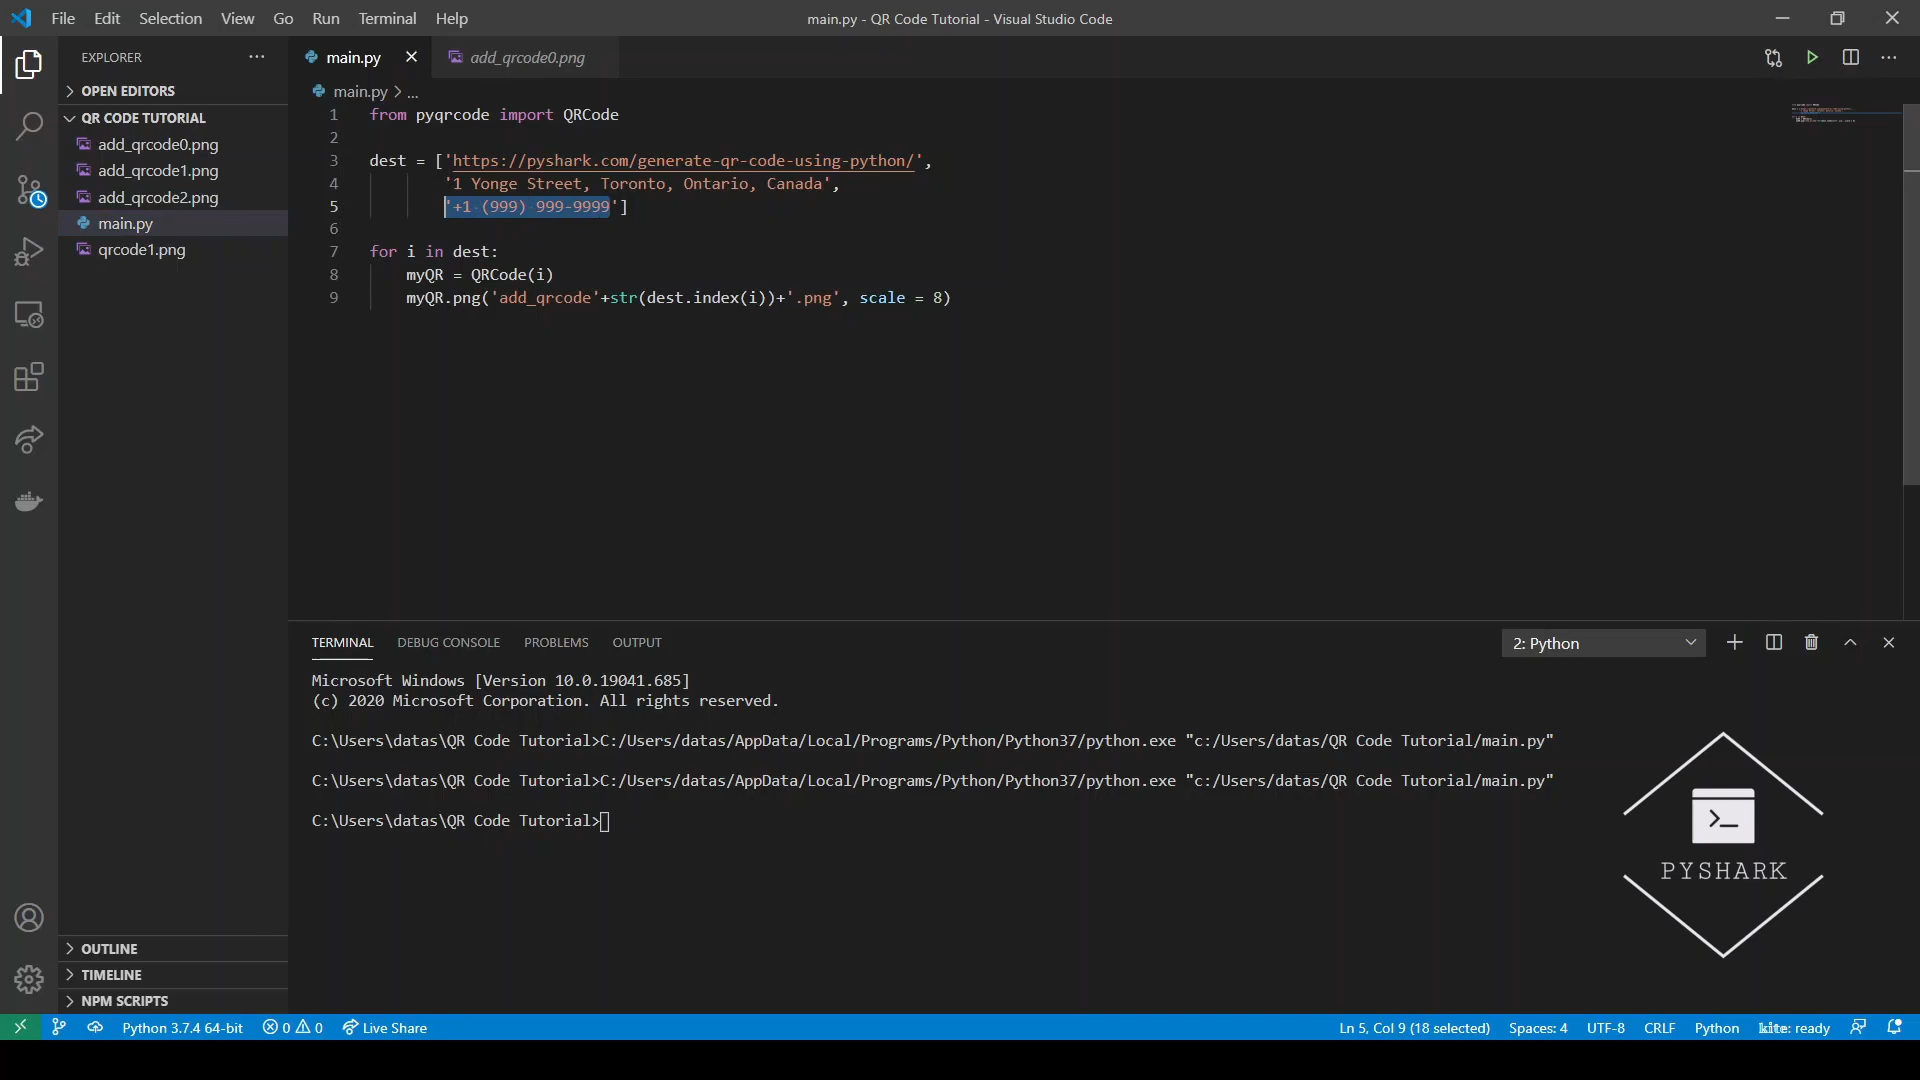 File Edit Selection View Go Run Terminal Help
main.py - QR Code Tutorial - Visual Studio Code
EXPLORER
OPEN EDITORS
QR CODE TUTORIAL
add_qrcode0.png
add_qrcode1.png
add_qrcode2.png
main.py
qrcode1.png
OUTLINE
TIMELINE
NPM SCRIPTS
main.py add_qrcode0.png
main.py > ...
1 from pyqrcode import QRCode
2
3 dest = ['https://pyshark.com/generate-qr-code-using-python/',
4 '1 Yonge Street, Toronto, Ontario, Canada',
5 '+1 (999) 999-9999']
6
7 for i in dest:
8 myQR = QRCode(i)
9 myQR.png('add_qrcode'+str(dest.index(i))+'.png', scale = 8)
TERMINAL DEBUG CONSOLE PROBLEMS OUTPUT
2: Python
Microsoft Windows [Version 10.0.19041.685]
(c) 2020 Microsoft Corporation. All rights reserved.
C:\Users\datas\QR Code Tutorial>C:/Users/datas/AppData/Local/Programs/Python/Python37/python.exe "c:/Users/datas/QR Code Tutorial/main.py"
C:\Users\datas\QR Code Tutorial>C:/Users/datas/AppData/Local/Programs/Python/Python37/python.exe "c:/Users/datas/QR Code Tutorial/main.py"
C:\Users\datas\QR Code Tutorial>
PYSHARK
Python 3.7.4 64-bit 0 0 Live Share
Ln 5, Col 9 (18 selected) Spaces: 4 UTF-8 CRLF Python kite: ready